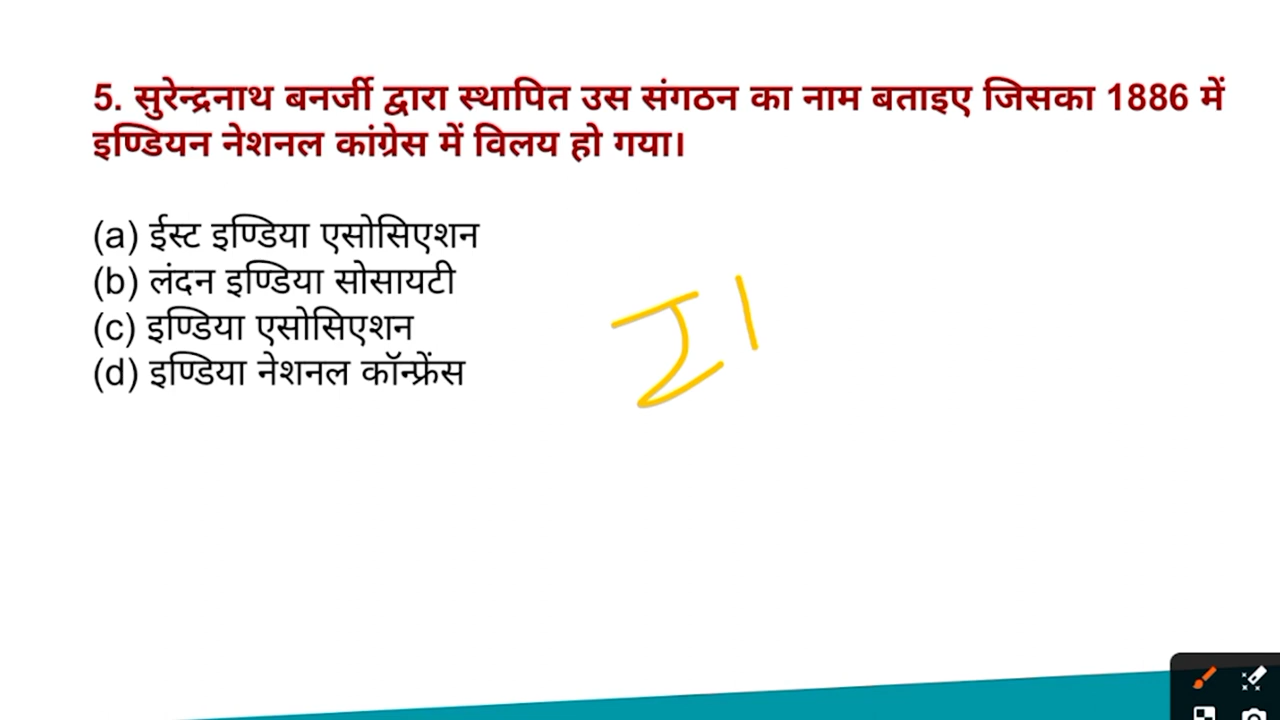 5. सुरेन्द्रनाथ बनर्जी द्वारा स्थापित उस संगठन का नाम बताइए जिसका 1886 में
इण्डियन नेशनल कांग्रेस में विलय हो गया।
(a) ईस्ट इण्डिया एसोसिएशन
(b) लंदन इण्डिया सोसायटी
(c) इण्डिया एसोसिएशन
(d) इण्डिया नेशनल कॉन्फ्रेंस